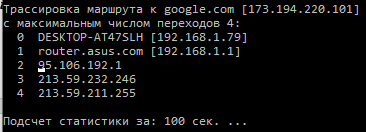 Трассировка маршрута к google.com [173.194.220.101]
с максимальным числом переходов 4:
0 DESKTOP-AT47SLH [192.168.1.79]
1 router.asus.com [192.168.1.1]
2 95.106.192.1
3 213.59.232.246
4 213.59.211.255
Подсчет статистики за: 100 сек. ...